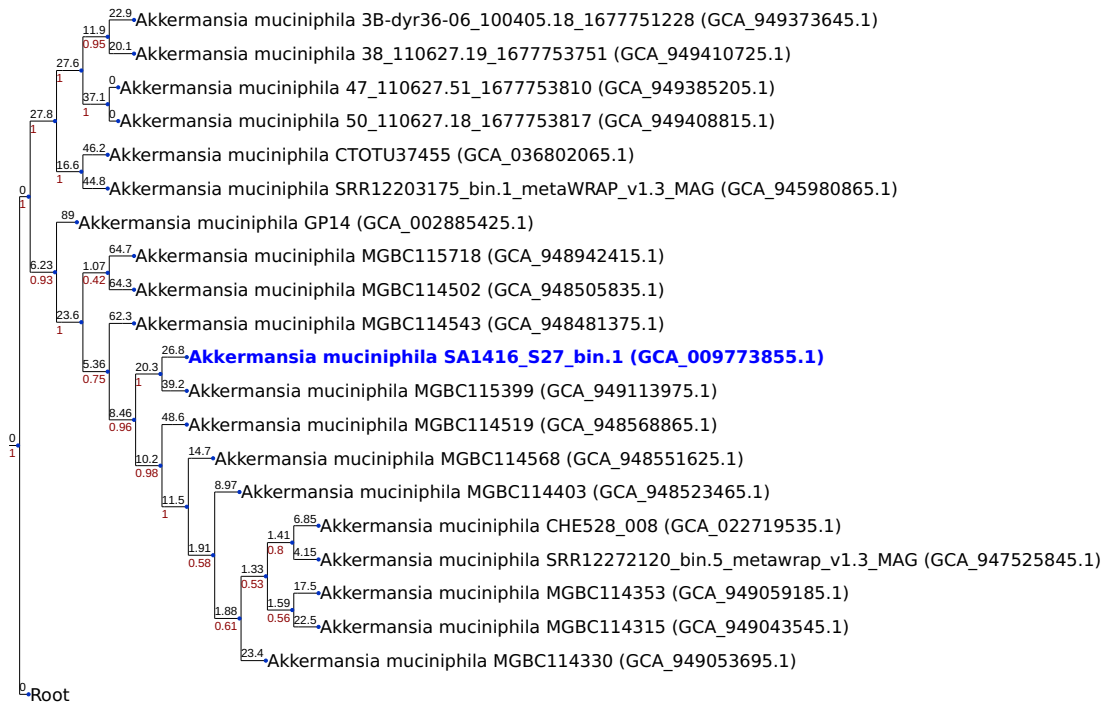 22.9 Akkermansia muciniphila 3B-dyr36-06_100405.18_1677751228 (GCA_949373645.1)
11.9
0.95
20.1 Akkermansia muciniphila 38_110627.19_1677753751 (GCA_949410725.1)
27.6
1
0 Akkermansia muciniphila 47_110627.51_1677753810 (GCA_949385205.1)
37.1
1
0 Akkermansia muciniphila 50_110627.18_1677753817 (GCA_949408815.1)
27.8
1
46.2 Akkermansia muciniphila CTOTU37455 (GCA_036802065.1)
16.6
1
44.8 Akkermansia muciniphila SRR12203175_bin.1_metaWRAP_v1.3_MAG (GCA_945980865.1)
0
1
89 Akkermansia muciniphila GP14 (GCA_002885425.1)
6.23
0.93
64.7 Akkermansia muciniphila MGBC115718 (GCA_948942415.1)
1.07
0.42
64.3 Akkermansia muciniphila MGBC114502 (GCA_948505835.1)
23.6
1
62.3 Akkermansia muciniphila MGBC114543 (GCA_948481375.1)
5.36
0.75
26.8 Akkermansia muciniphila SA1416_S27_bin.1 (GCA_009773855.1)
20.3
1
39.2 Akkermansia muciniphila MGBC115399 (GCA_949113975.1)
8.46
0.96
48.6 Akkermansia muciniphila MGBC114519 (GCA_948568865.1)
0
1
10.2
0.98
14.7 Akkermansia muciniphila MGBC114568 (GCA_948551625.1)
11.5
1
8.97 Akkermansia muciniphila MGBC114403 (GCA_948523465.1)
6.85 Akkermansia muciniphila CHE528_008 (GCA_022719535.1)
1.41
0.8
1.91
0.58
4.15 Akkermansia muciniphila SRR12272120_bin.5_metawrap_v1.3_MAG (GCA_947525845.1)
1.33
0.53
17.5 Akkermansia muciniphila MGBC114353 (GCA_949059185.1)
1.59
0.56
1.88
0.61
22.5 Akkermansia muciniphila MGBC114315 (GCA_949043545.1)
23.4 Akkermansia muciniphila MGBC114330 (GCA_949053695.1)
0 Root